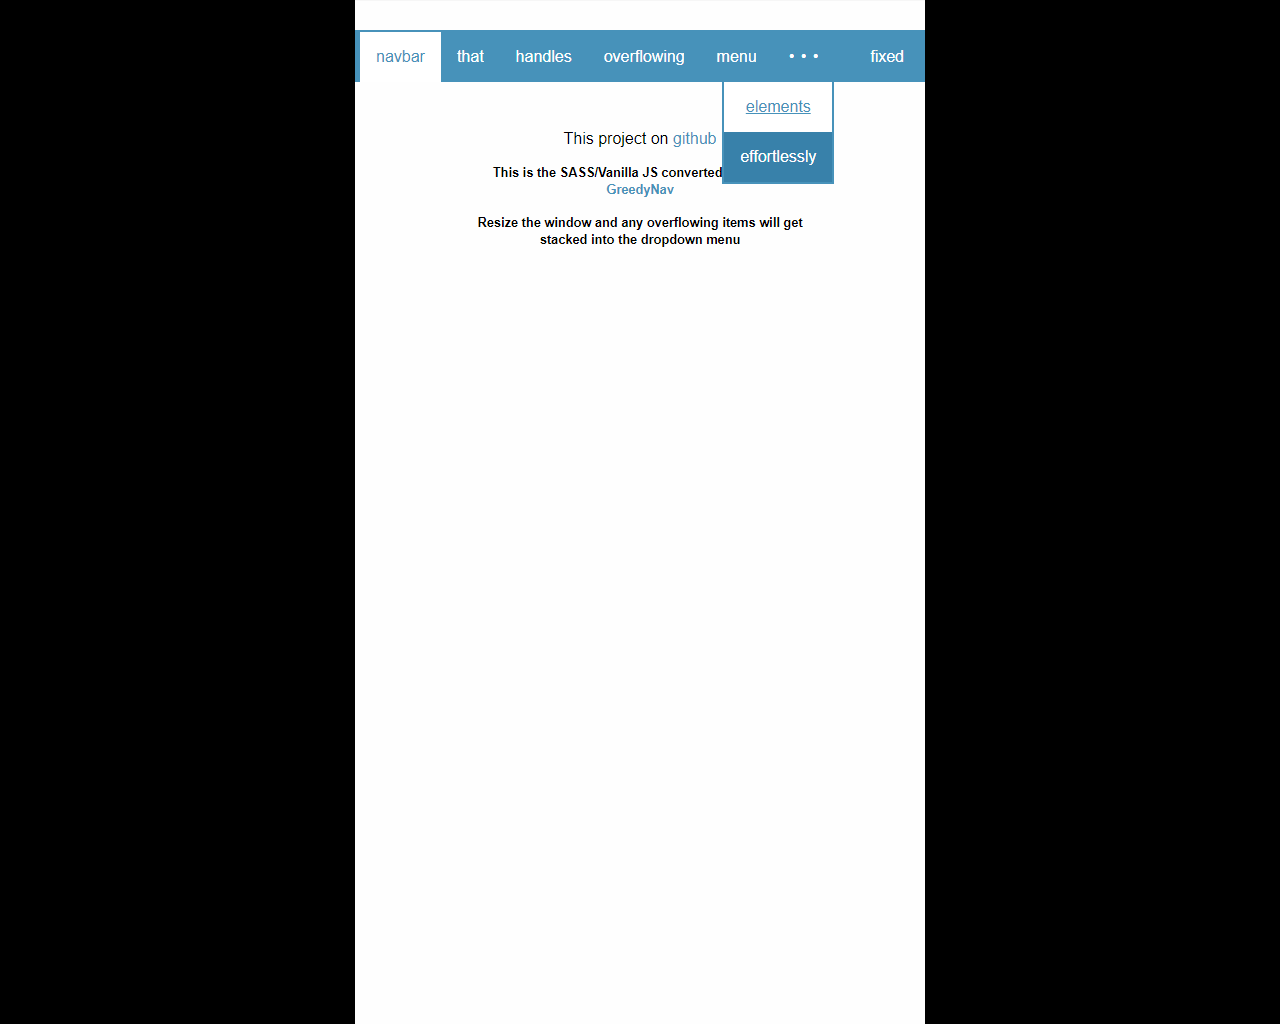 navbar that handles overflowing menu • • • fixed
elements
effortlessly
This project on github
This is the SASS/Vanilla JS converted
GreedyNav
Resize the window and any overflowing items will get
stacked into the dropdown menu